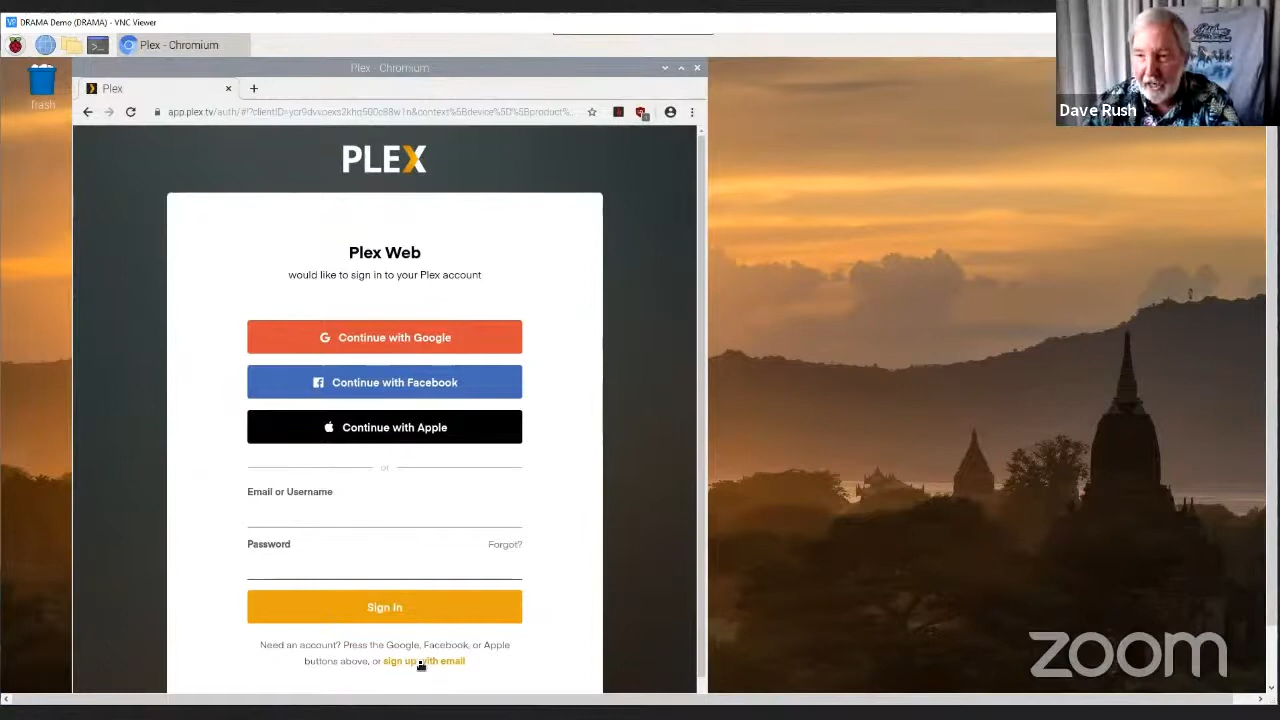 DRAMA Demo (DRAMA) - VNC Viewer
Plex - Chromium
Plex - Chromium
Dave Rush
trash
Plex
PLEX
Plex Web
would like to sign in to your Plex account
Continue with Google
Continue with Facebook
Continue with Apple
or
Email or Username
Password Forgot?
Sign In
Need an account? Press the Google, Facebook, or Apple
buttons above, or sign up with email
zoom